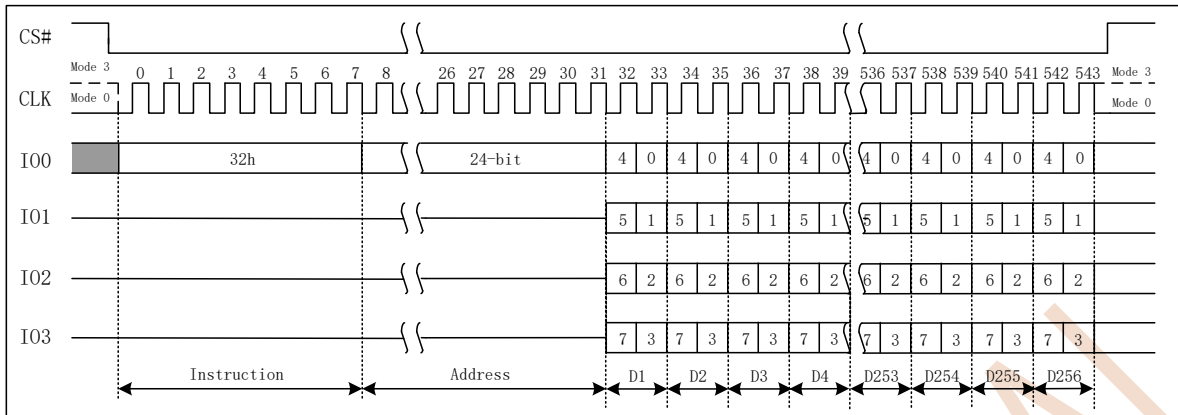 CS#
Mode 3 0 1 2 3 4 5 6 7 8 26 27 28 29 30 31 32 33 34 35 36 37 38 39 536 537 538 539 540 541 542 543 Mode 3
CLK Mode 0 Mode 0
IO0 32h 24-bit 4 0 4 0 4 0 4 0 4 0 4 0 4 0 4 0
IO1 5 1 5 1 5 1 5 1 5 1 5 1 5 1 5 1
IO2 6 2 6 2 6 2 6 2 6 2 6 2 6 2 6 2
IO3 7 3 7 3 7 3 7 3 7 3 7 3 7 3 7 3
Instruction Address D1 D2 D3 D4 D253 D254 D255 D256